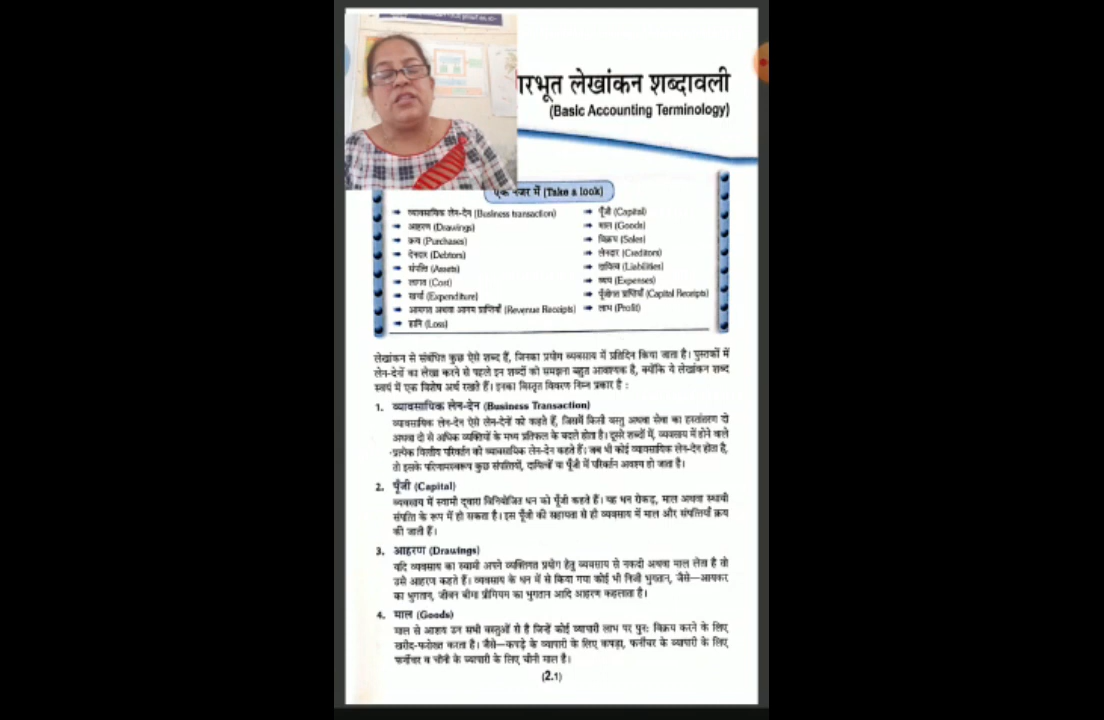 रभूत लेखांकन शब्दावली
(Basic Accounting Terminology)
एक नजर में (Take a look)
➞ व्यावसायिक लेन-देन (Business transaction)
➞ पूँजी (Capital)
➞ आहरण (Drawings)
➞ माल (Goods)
➞ क्रय (Purchases)
➞ विक्रय (Sales)
➞ देनदार (Debtors)
➞ लेनदार (Creditors)
➞ संपत्ति (Assets)
➞ दायित्व (Liabilities)
➞ लागत (Cost)
➞ व्यय (Expenses)
➞ खर्चा (Expenditure)
➞ पूँजीगत प्राप्तियाँ (Capital Receipts)
➞ आयगत अथवा आगम प्राप्तियाँ (Revenue Receipts)
➞ लाभ (Profit)
➞ हानि (Loss)
लेखांकन से संबंधित कुछ ऐसे शब्द हैं, जिनका प्रयोग व्यवसाय में प्रतिदिन किया जाता है। पुस्तकों में
लेन-देनों का लेखा करने से पहले इन शब्दों को समझना बहुत आवश्यक है, क्योंकि ये लेखांकन शब्द
स्वयं में एक विशेष अर्थ रखते हैं। इनका विस्तृत विवरण निम्न प्रकार है :
1. व्यावसायिक लेन-देन (Business Transaction)
व्यावसायिक लेन-देन ऐसे लेन-देनों को कहते हैं, जिसमें किसी वस्तु अथवा सेवा का हस्तांतरण दो
अथवा दो से अधिक व्यक्तियों के मध्य प्रतिफल के बदले होता है। दूसरे शब्दों में, व्यवसाय में होने वाले
प्रत्येक वित्तीय परिवर्तन को व्यावसायिक लेन-देन कहते हैं। जब भी कोई व्यावसायिक लेन-देन होता है,
तो इसके परिणामस्वरूप कुछ संपत्तियों, दायित्वों या पूँजी में परिवर्तन अवश्य हो जाता है।
2. पूँजी (Capital)
व्यवसाय में स्वामी द्वारा विनियोजित धन को पूँजी कहते हैं। यह धन रोकड़, माल अथवा स्थायी
संपत्ति के रूप में हो सकता है। इस पूँजी की सहायता से ही व्यवसाय में माल और संपत्तियाँ क्रय
की जाती हैं।
3. आहरण (Drawings)
यदि व्यवसाय का स्वामी अपने व्यक्तिगत प्रयोग हेतु व्यवसाय से नकदी अथवा माल लेता है तो
उसे आहरण कहते हैं। व्यवसाय के धन में से किया गया कोई भी निजी भुगतान, जैसे—आयकर
का भुगतान, जीवन बीमा प्रीमियम का भुगतान आदि आहरण कहलाता है।
4. माल (Goods)
माल से आशय उन सभी वस्तुओं से है जिन्हें कोई व्यापारी लाभ पर पुनः विक्रय करने के लिए
खरीद-फरोख्त करता है। जैसे—कपड़े के व्यापारी के लिए कपड़ा, फर्नीचर के व्यापारी के लिए
फर्नीचर व चीनी के व्यापारी के लिए चीनी माल है।
(2.1)